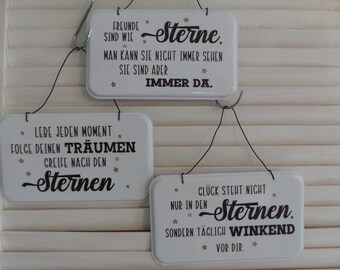 FREUNDE
SIND WIE Sterne,
MAN KANN SIE NICHT IMMER SEHEN
SIE SIND ABER
IMMER DA.
LEBE JEDEN MOMENT
FOLGE DEINEN TRÄUMEN
GREIFE NACH DEN
Sternen
GLÜCK STEHT NICHT
NUR IN DEN Sternen,
SONDERN TÄGLICH WINKEND
VOR DIR.